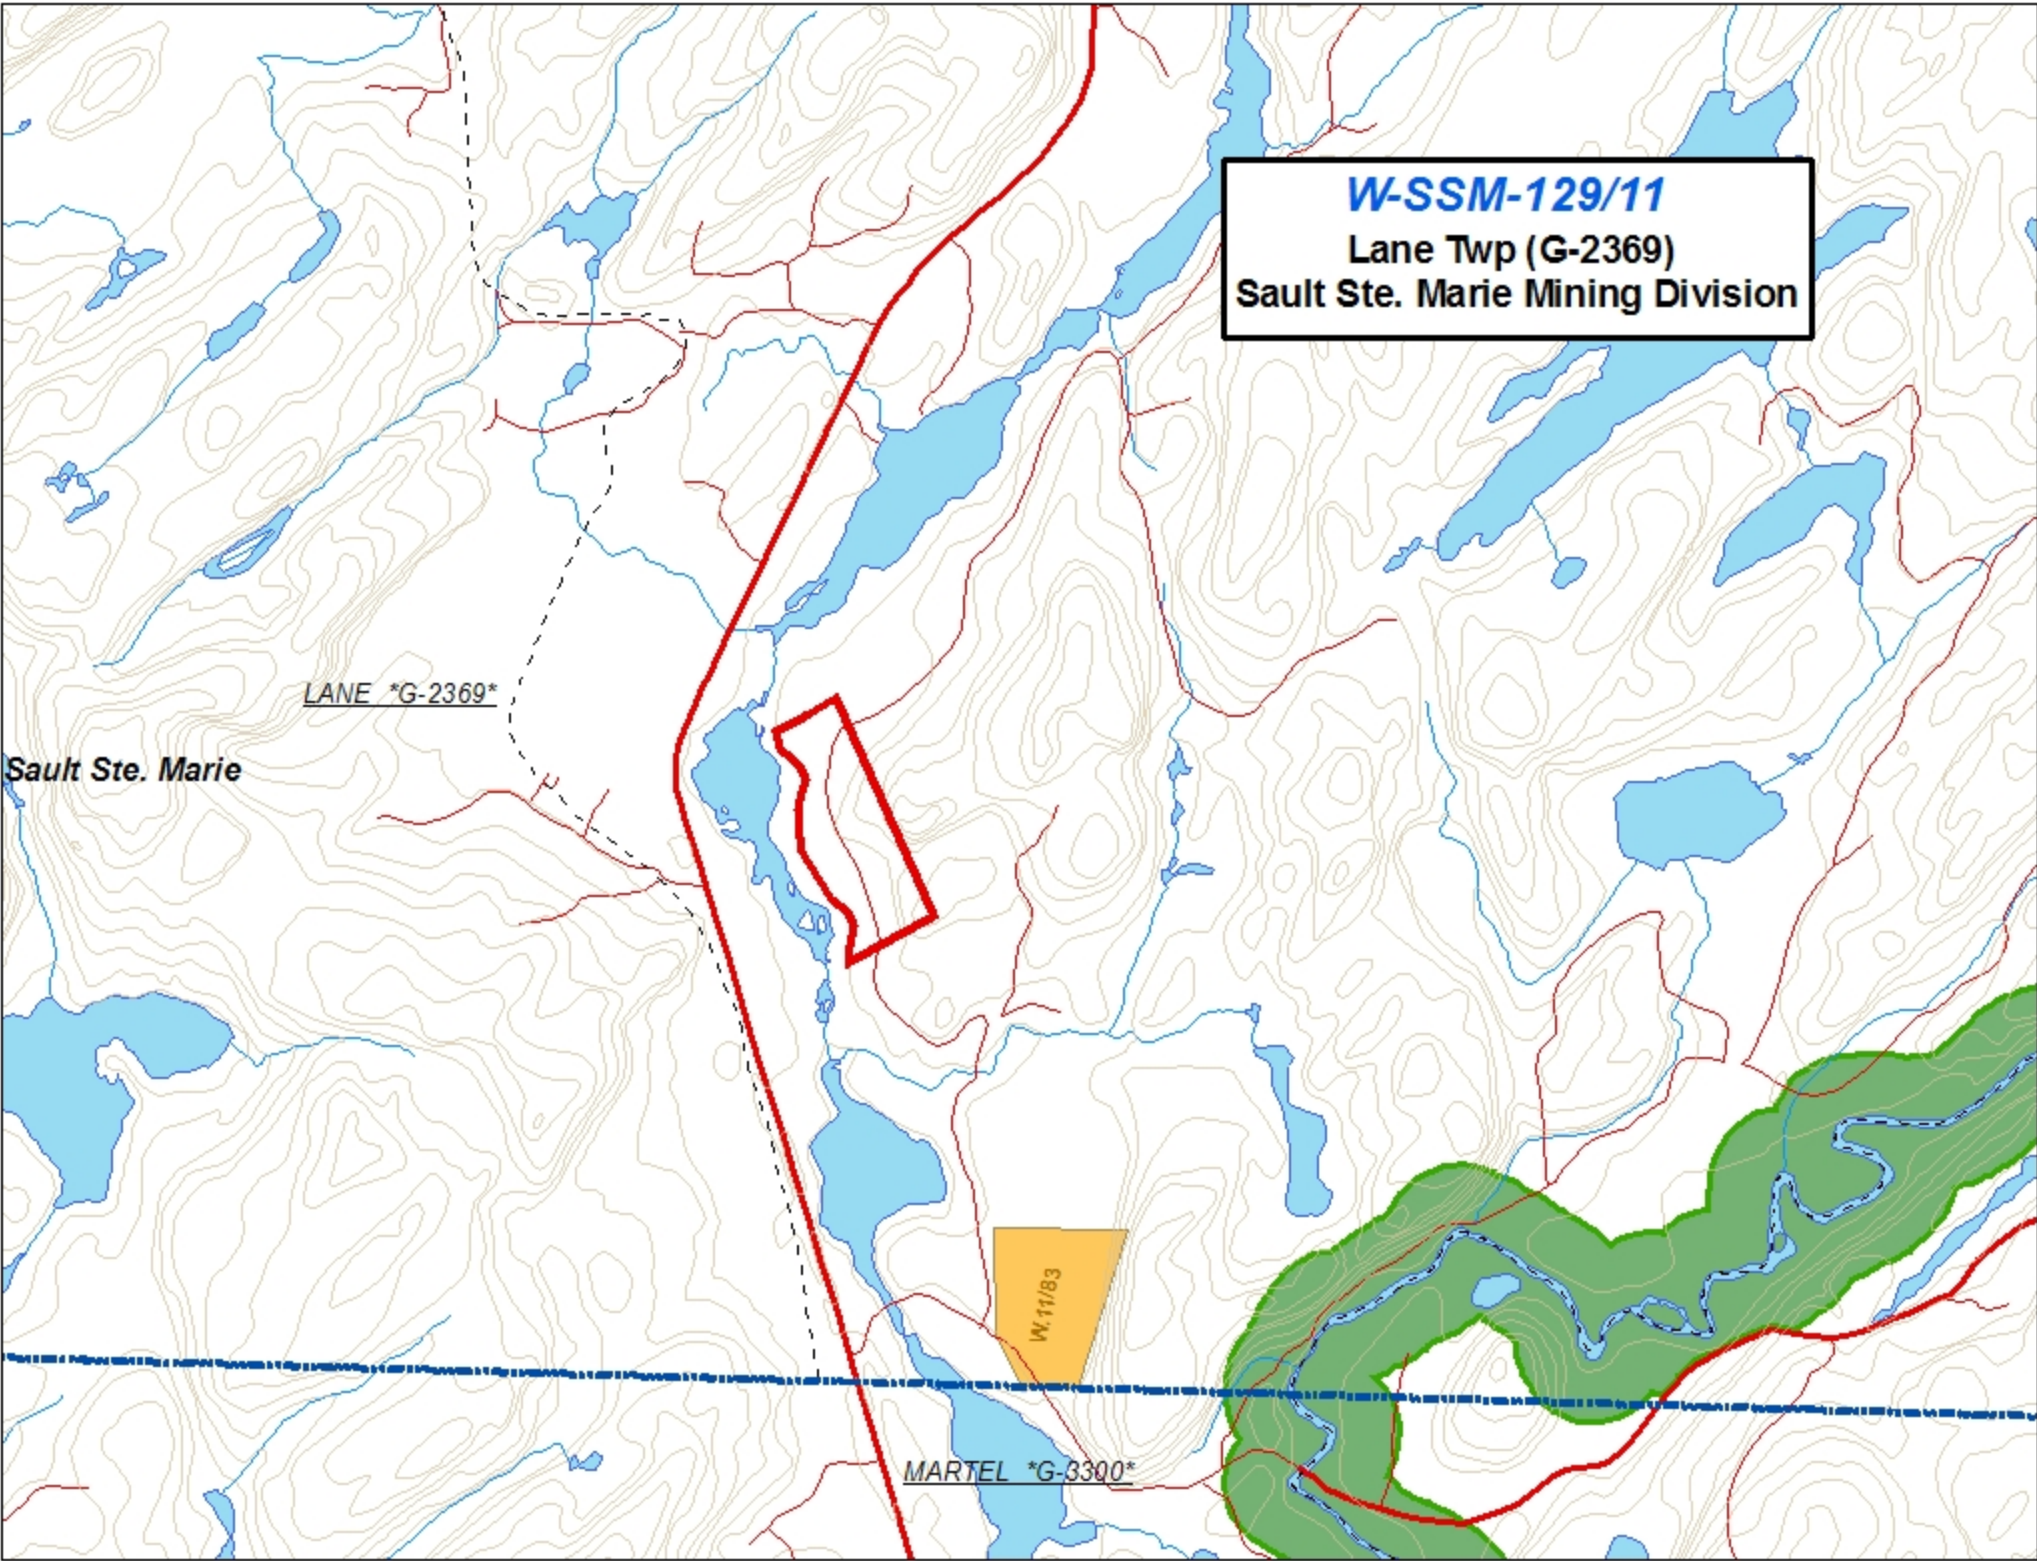 W-SSM-129/11
Lane Twp (G-2369)
Sault Ste. Marie Mining Division
LANE *G-2369*
Sault Ste. Marie
W.11/83
MARTEL *G-3300*